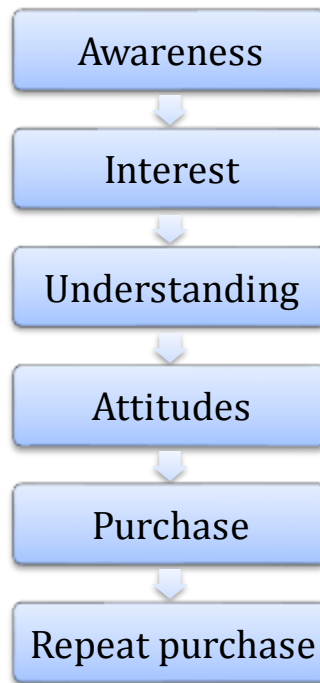 Awareness
Interest
Understanding
Attitudes
Purchase
Repeat purchase